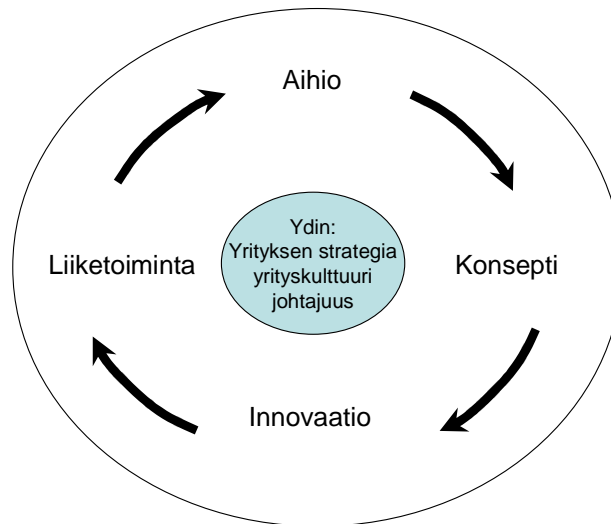 Aihio
Ydin:
Yrityksen strategia
yrityskulttuuri
johtajuus
Liiketoiminta
Konsepti
Innovaatio